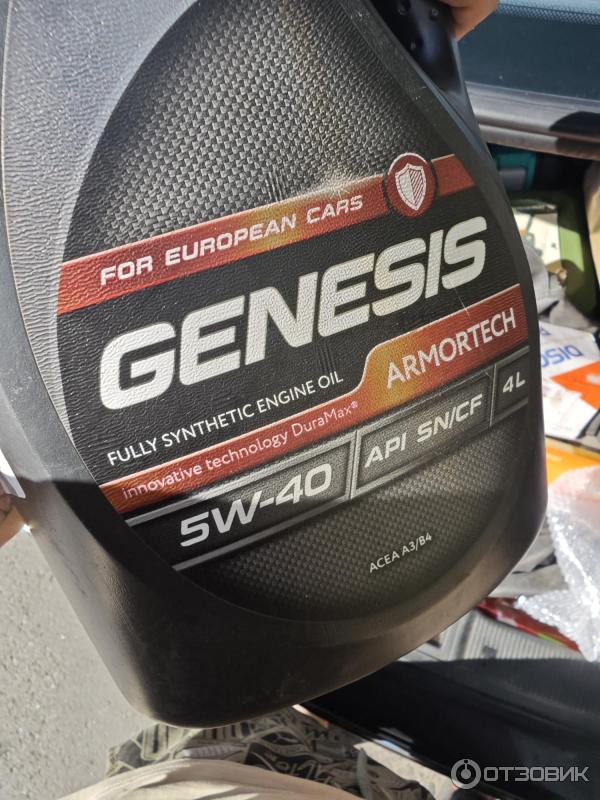 FOR EUROPEAN CARS
GENESIS
ARMORTECH
FULLY SYNTHETIC ENGINE OIL
innovative technology DuraMax®
5W-40
API SN/CF
4L
ACEA A3/B4
DISC
ОТЗОВИК